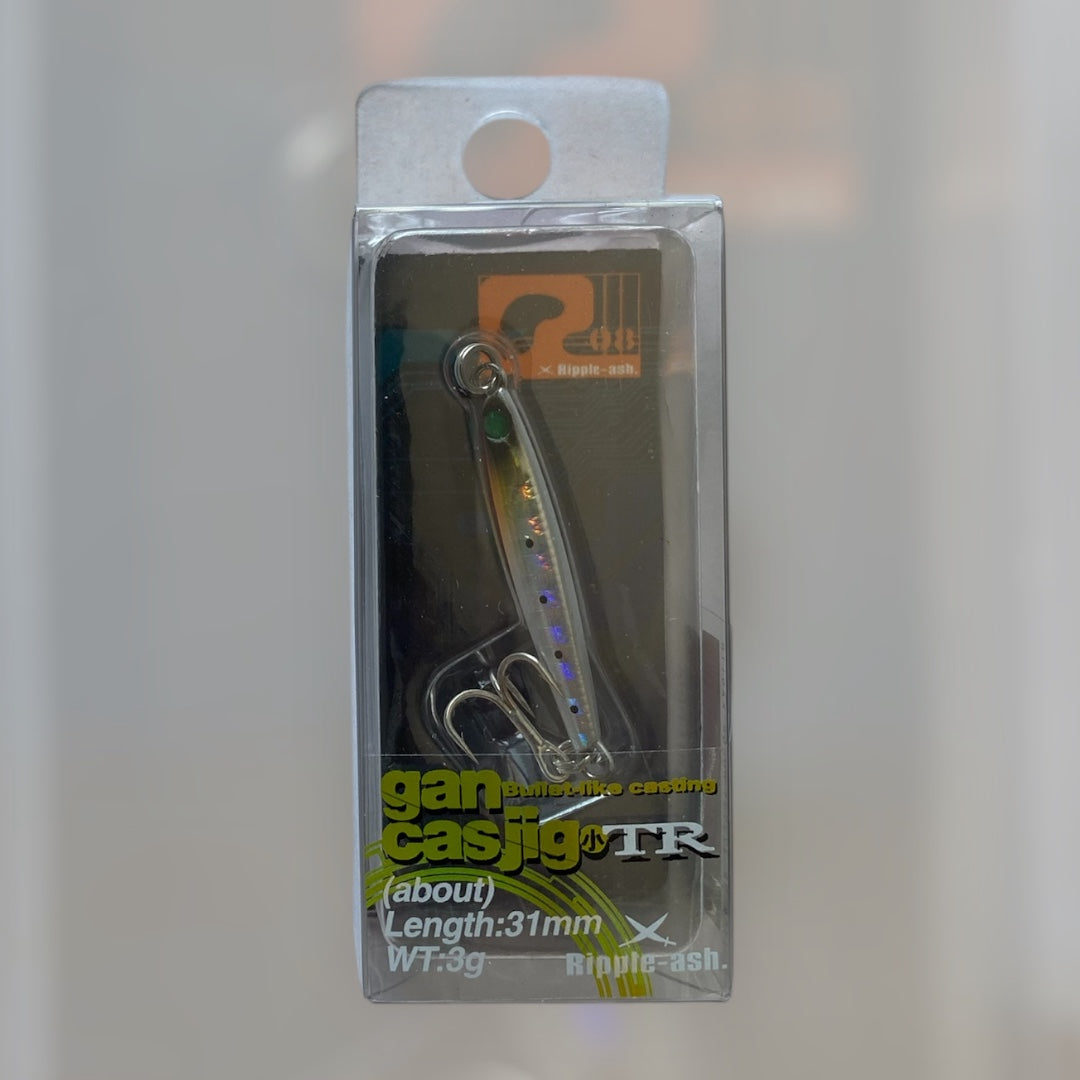 08
Ripple-ash.
gan Bullet-like casting
casjig小TR
(about)
Length:31mm
WT:3g
Ripple-ash.